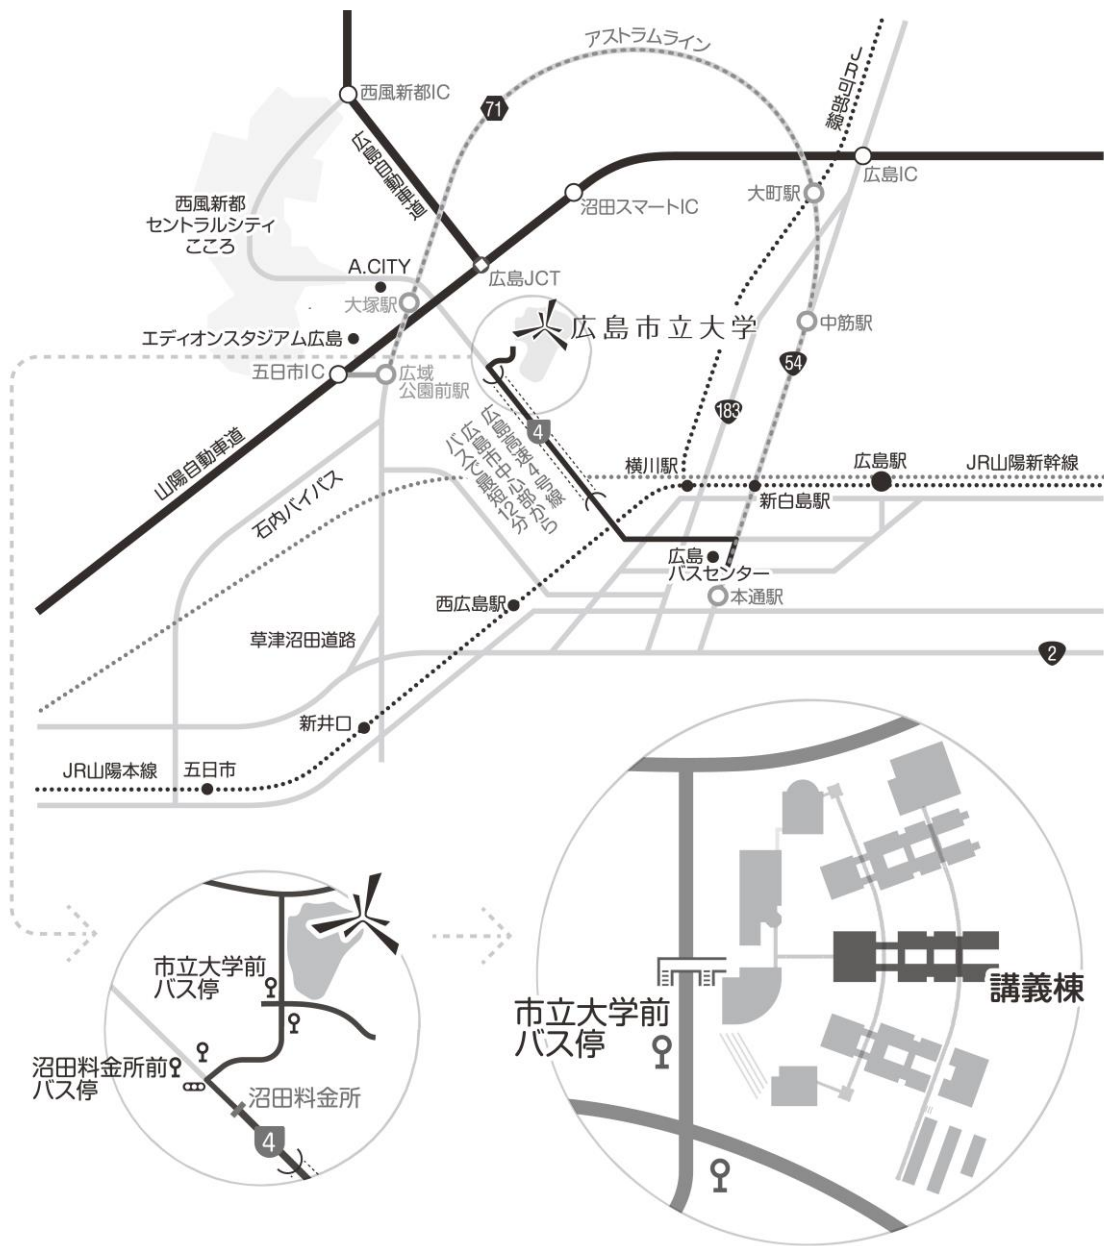 アストラムライン
JR可部線
西風新都IC
71
広島自動車道
広島IC
大町駅
沼田スマートIC
西風新都
セントラルシティ
こころ
A.CITY
広島JCT
大塚駅
広島市立大学
中筋駅
エディオンスタジアム広島
五日市IC
広域
公園前駅
54
183
4
広島高速4号線
広島市中心部から
バスで最短12分
山陽自動車道
石内バイパス
横川駅
広島駅
JR山陽新幹線
新白島駅
広島
バスセンター
本通駅
西広島駅
草津沼田道路
2
新井口
JR山陽本線
五日市
市立大学前
バス停
沼田料金所前
バス停
沼田料金所
4
講義棟
市立大学前
バス停